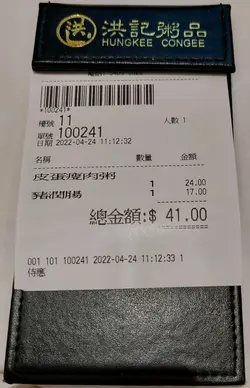 洪 洪記粥品
HUNGKEE CONGEE
*100241*
檯號 11 人數 1
單號 100241
日期 2022-04-24 11:12:32
名稱 數量 金額
皮蛋瘦肉粥 1 24.00
豬潤腸 1 17.00
總金額:$ 41.00
001 101 100241 2022-04-24 11:12:33 1
侍應